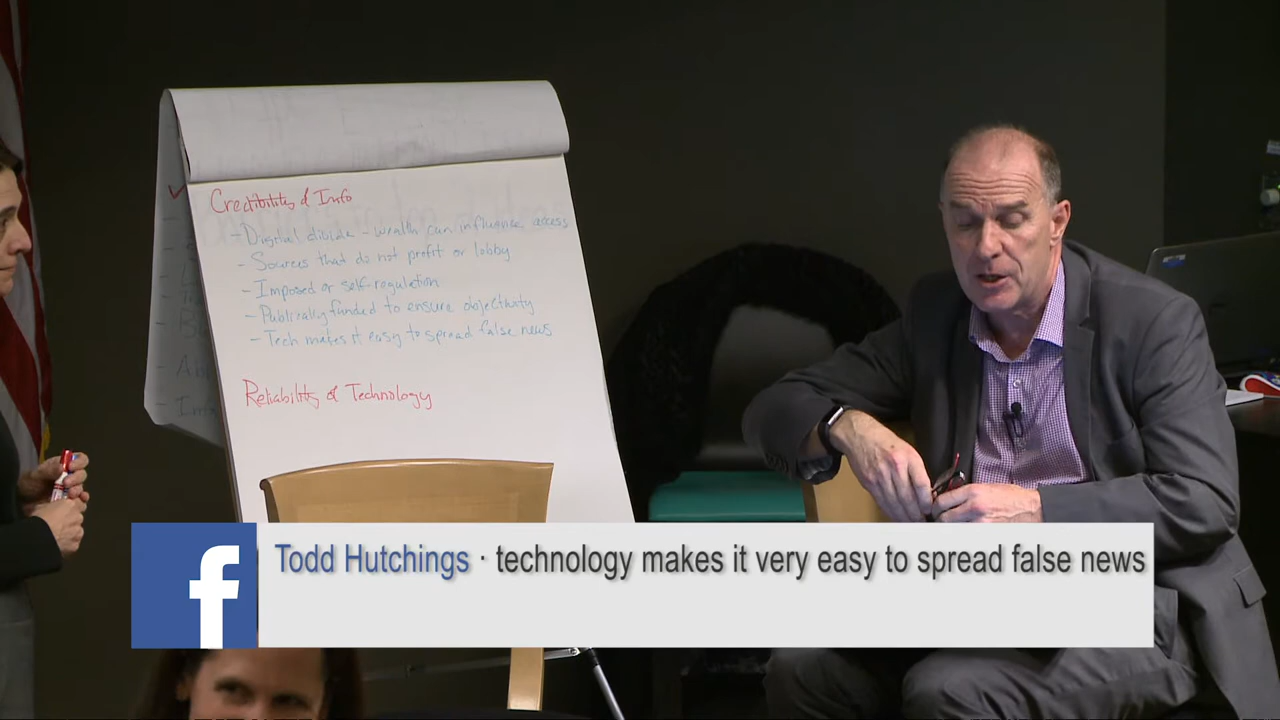 Credibility of Info
- Digital divide - wealth can influence access
- Sources that do not profit or lobby
- Imposed or self-regulation
- Publically funded to ensure objectivity
- Tech makes it easy to spread false news
Reliability of Technology
Todd Hutchings · technology makes it very easy to spread false news